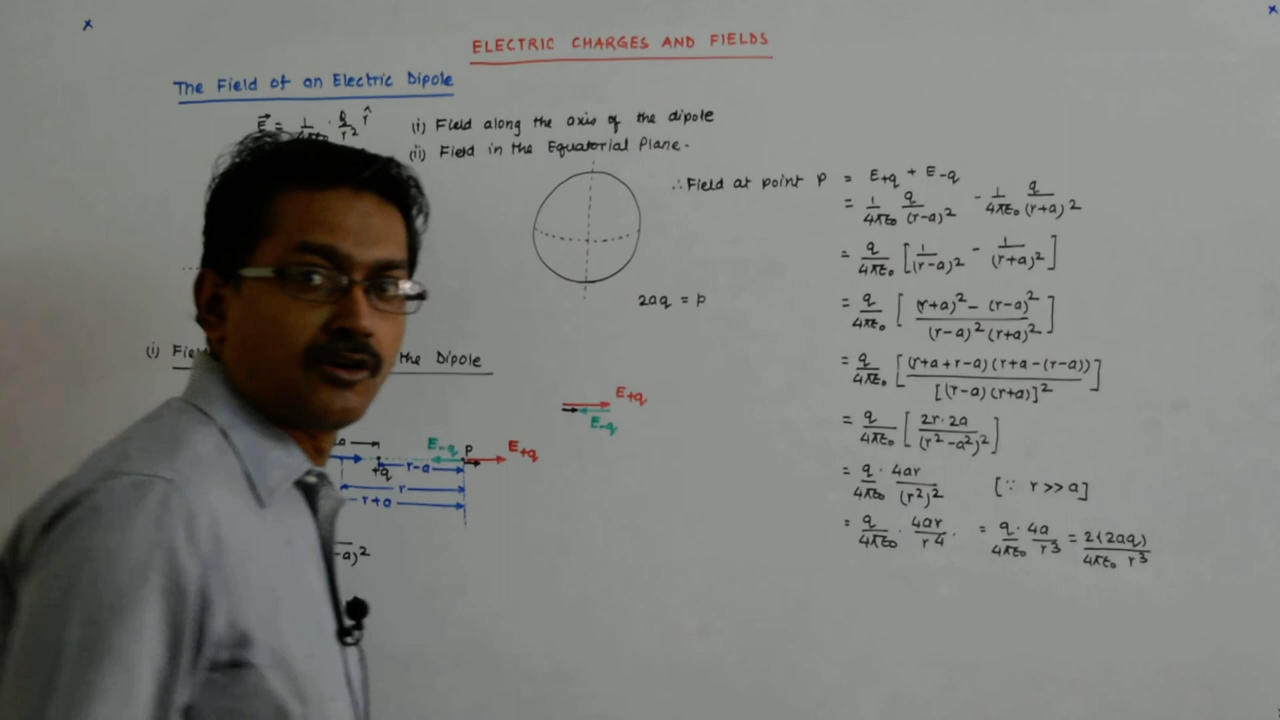 ELECTRIC CHARGES AND FIELDS
The Field of an Electric Dipole
(i) Field along the axis of the dipole
(ii) Field in the Equatorial Plane.
∴ Field at point P = E+q + E-q
= 1/4πε₀ q/(r-a)² - 1/4πε₀ q/(r+a)²
= q/4πε₀ [1/(r-a)² - 1/(r+a)²]
2aq = P
= q/4πε₀ [((r+a)² - (r-a)²)/((r-a)² (r+a)²)]
(i) the Dipole
= q/4πε₀ [((r+a+r-a)(r+a-(r-a)))/[(r-a)(r+a)]²]
E+q
E-q
= q/4πε₀ [2r·2a/(r²-a²)²]
a
E-q P E+q
+q r-a
r
r+a
= q/4πε₀ · 4ar/(r²)² [∵ r >> a]
= q/4πε₀ · 4ar/r⁴ . = q/4πε₀ · 4a/r³ = 2(2aq)/4πε₀ r³
-a)²